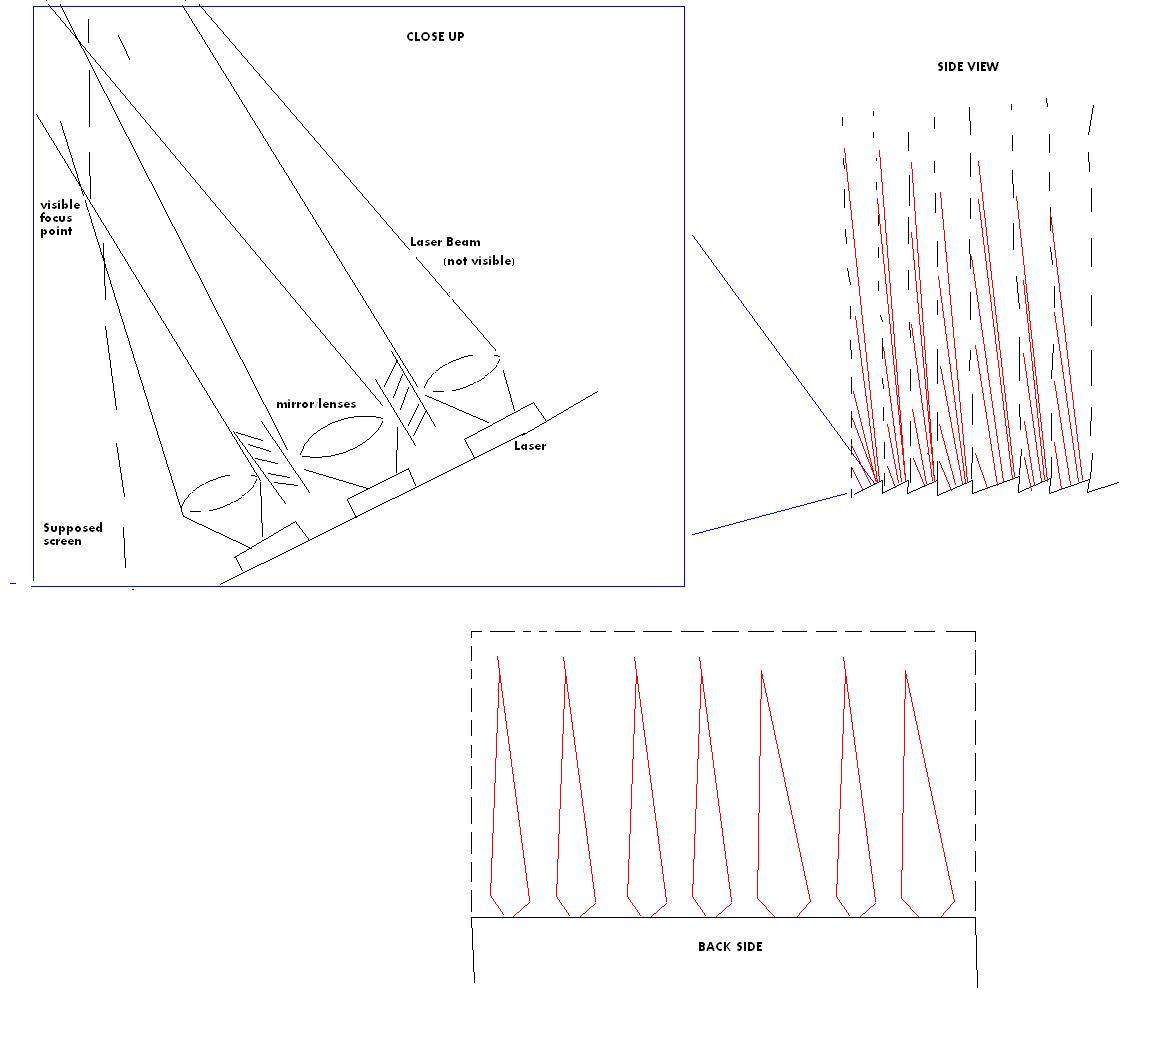 CLOSE UP
SIDE VIEW
visible
focus
point
Laser Beam
(not visible)
mirror/lenses
Laser
Supposed
screen
BACK SIDE